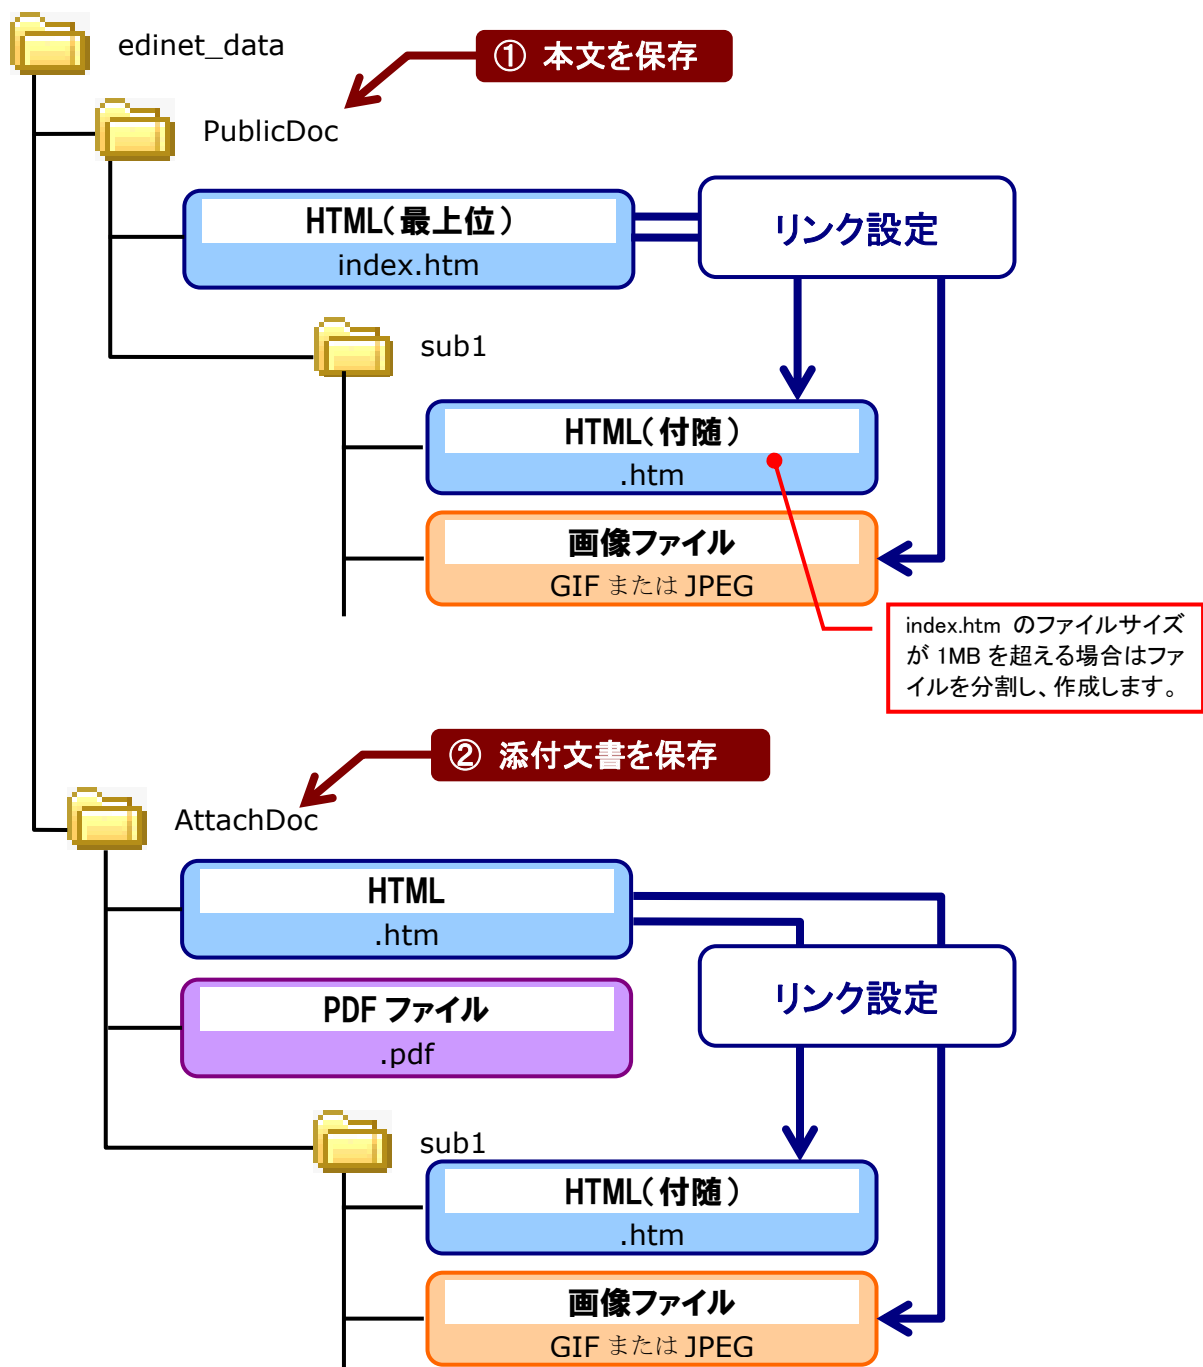 edinet_data
① 本文を保存
PublicDoc
HTML(最上位)
index.htm
リンク設定
sub1
HTML(付随)
.htm
画像ファイル
GIF または JPEG
index.htm のファイルサイズ
が 1MB を超える場合はファ
イルを分割し、作成します。
② 添付文書を保存
AttachDoc
HTML
.htm
リンク設定
PDF ファイル
.pdf
sub1
HTML(付随)
.htm
画像ファイル
GIF または JPEG